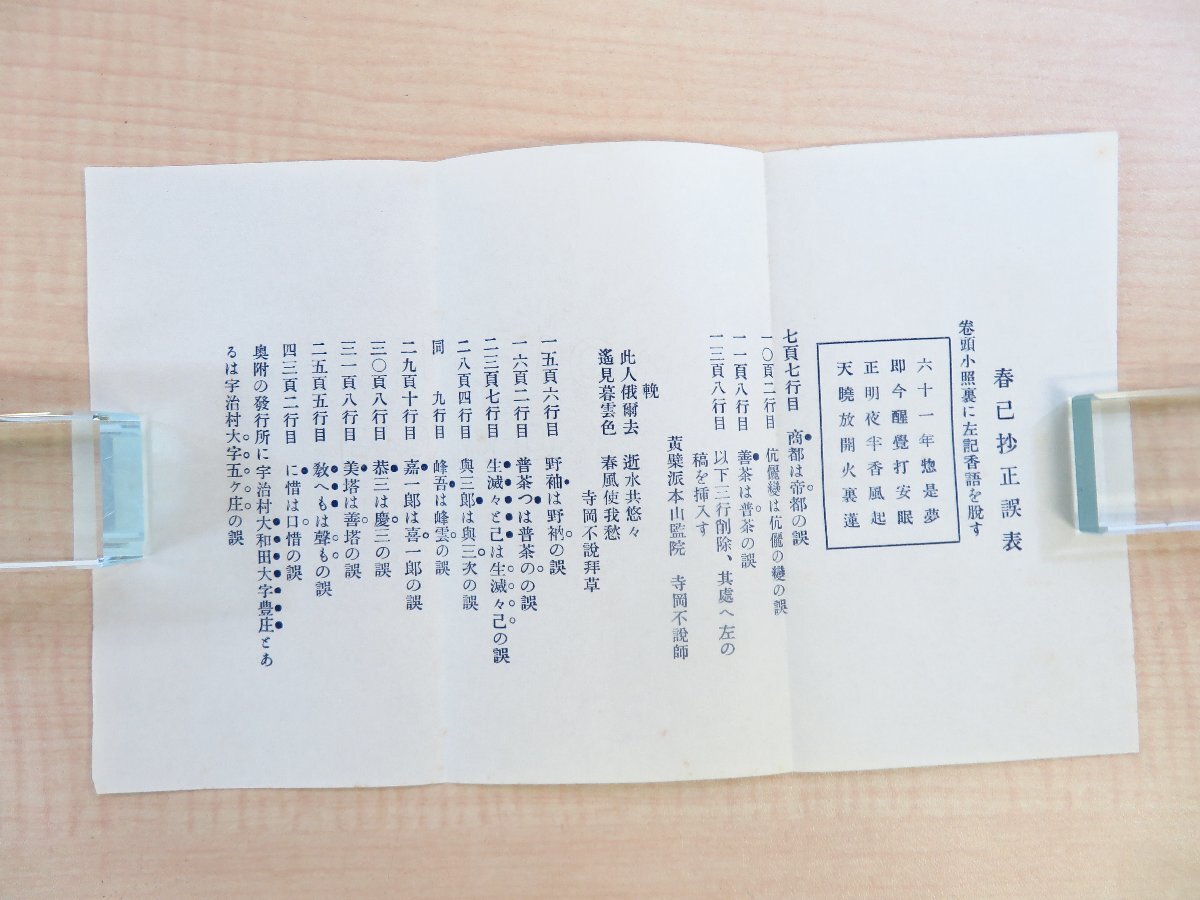 春己抄正誤表
卷頭小照裏に左記香語を脱す
六十一年惣是夢
即今醒覺打安眠
正明夜半香風起
天曉放開火裏蓮
七頁七行目　商都は帝都の誤
一〇頁二行目　伉儷變は伉儷の變の誤
一一頁八行目　善茶は普茶の誤
一三頁八行目　以下三行削除、其處へ左の
稿を挿入す
黄檗派本山監院　寺岡不說師
輓
此人俄爾去　逝水共悠々
遙見暮雲色　春風使我愁
寺岡不說拜草
一五頁六行目　野䄂は野衲の誤
一六頁二行目　普茶つは普茶のの誤
二三頁七行目　生滅々と己は生滅々己の誤
二八頁四行目　與三郎は與三次の誤
同　九行目　峰吾は峰雲の誤
二九頁十行目　嘉一郎は喜一郎の誤
三〇頁八行目　恭三は慶三の誤
三一頁八行目　美塔は善塔の誤
二五頁五行目　敎へもは聲もの誤
四三頁二行目　に惜は口惜の誤
奥附の發行所に宇治村大和田大字豊庄とあ
るは宇治村大字五ヶ庄の誤